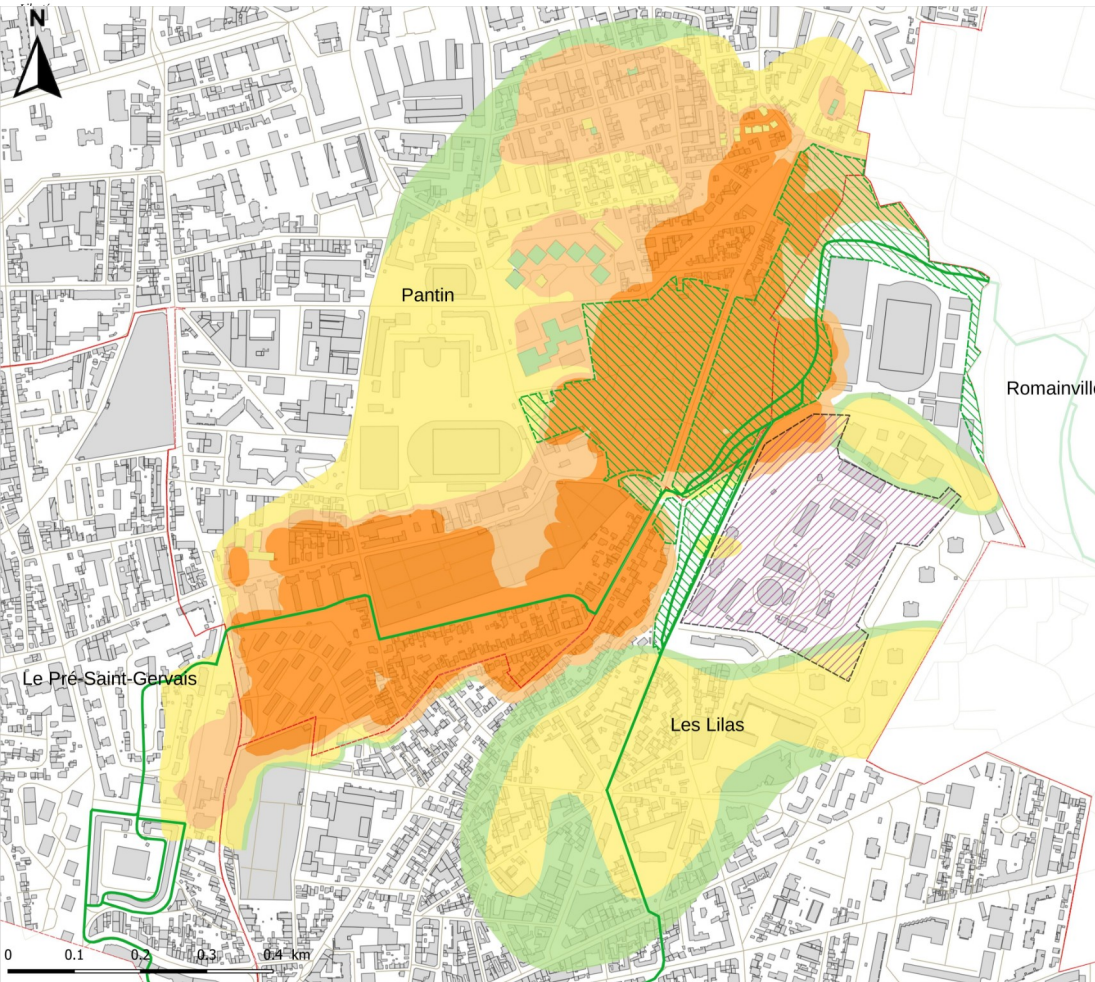 N
Pantin
Romainville
Le Pré-Saint-Gervais
Les Lilas
0 0.1 0.2 0.3 0.4 km